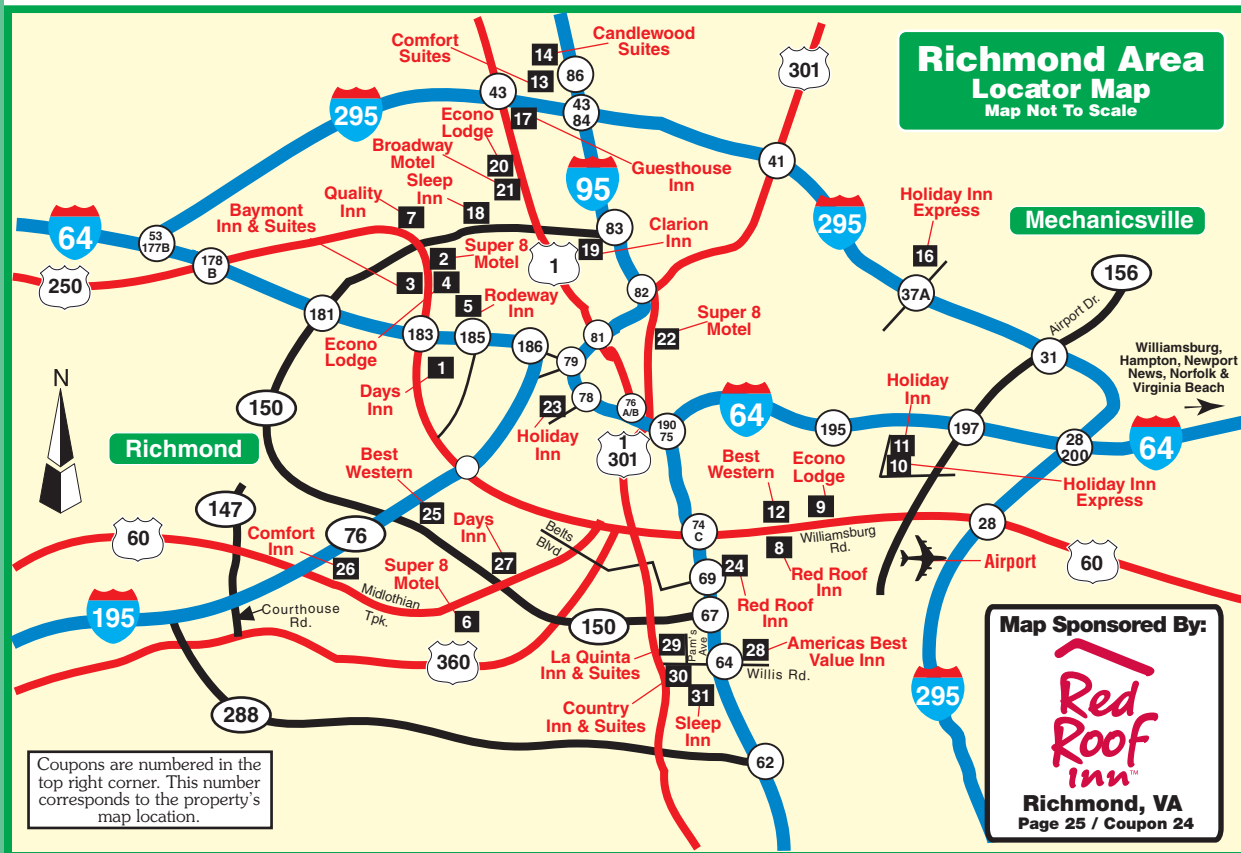 Richmond Area
Locator Map
Map Not To Scale
Comfort
Suites
14
Candlewood
Suites
13
86
301
43
43
84
295
Econo
Lodge
17
Broadway
Motel
20
Guesthouse
Inn
41
Sleep
Inn
21
95
Quality
Inn
7
18
Baymont
Inn & Suites
295
Holiday Inn
Express
Mechanicsville
64
53
177B
83
19
Clarion
Inn
16
178
B
2
Super 8
Motel
1
156
250
3
4
82
37A
5
Rodeway
Inn
Airport Dr.
181
183
185
186
81
Super 8
Motel
22
Econo
Lodge
79
31
Williamsburg,
Hampton, Newport
News, Norfolk &
Virginia Beach
N
1
Days
Inn
78
76
A/B
Holiday
Inn
150
23
64
195
197
190
75
Holiday
Inn
28
200
64
Richmond
1
301
11
10
Best
Western
Best
Western
Econo
Lodge
Holiday Inn
Express
147
25
12
9
60
76
Days
Inn
Belts
Blvd.
74
C
Williamsburg
Rd.
28
Comfort
Inn
26
27
8
Red Roof
Inn
Airport
60
Super 8
Motel
69
24
Red Roof
Inn
Midlothian
Tpk.
195
Courthouse
Rd.
6
150
67
Map Sponsored By:
Red
Roof
Inn™
Richmond, VA
Page 25 / Coupon 24
360
La Quinta
Inn & Suites
29
Pam's
Ave
64
28
Americas Best
Value Inn
Willis Rd.
30
31
295
Country
Inn & Suites
Sleep
Inn
288
62
Coupons are numbered in the
top right corner. This number
corresponds to the property's
map location.